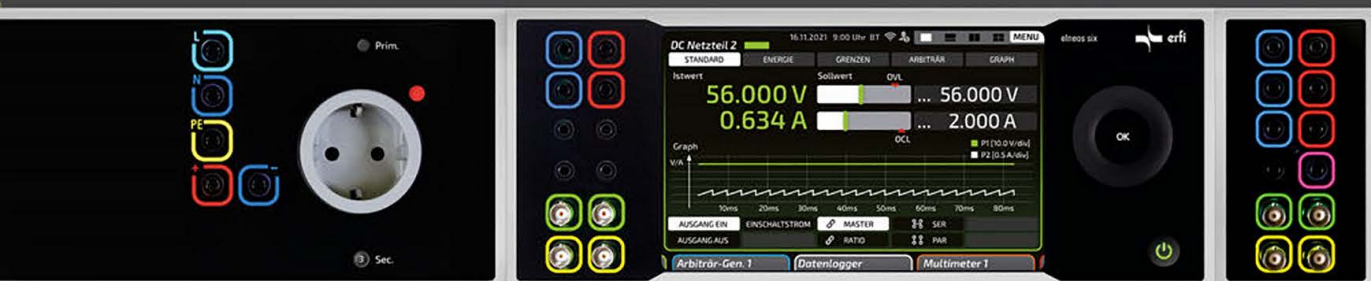 L
N
PE
+
-
Prim.
3 Sec.
DC Netzteil 2
16.11.2021 9:00 Uhr BT
MENU
STANDARD ENERGIE GRENZEN ARBITRÄR GRAPH
Istwert Sollwert OVL
56.000 V ... 56.000 V
0.634 A ... 2.000 A
OCL
Graph
P1 [10.0 V/div]
P2 [0.5 A/div]
V/A
10ms 20ms 30ms 40ms 50ms 60ms 70ms 80ms
AUSGANG EIN EINSCHALTSTROM MASTER SER
AUSGANG AUS RATIO PAR
Arbiträr-Gen. 1 Datenlogger Multimeter 1
elneos six
erfi
OK